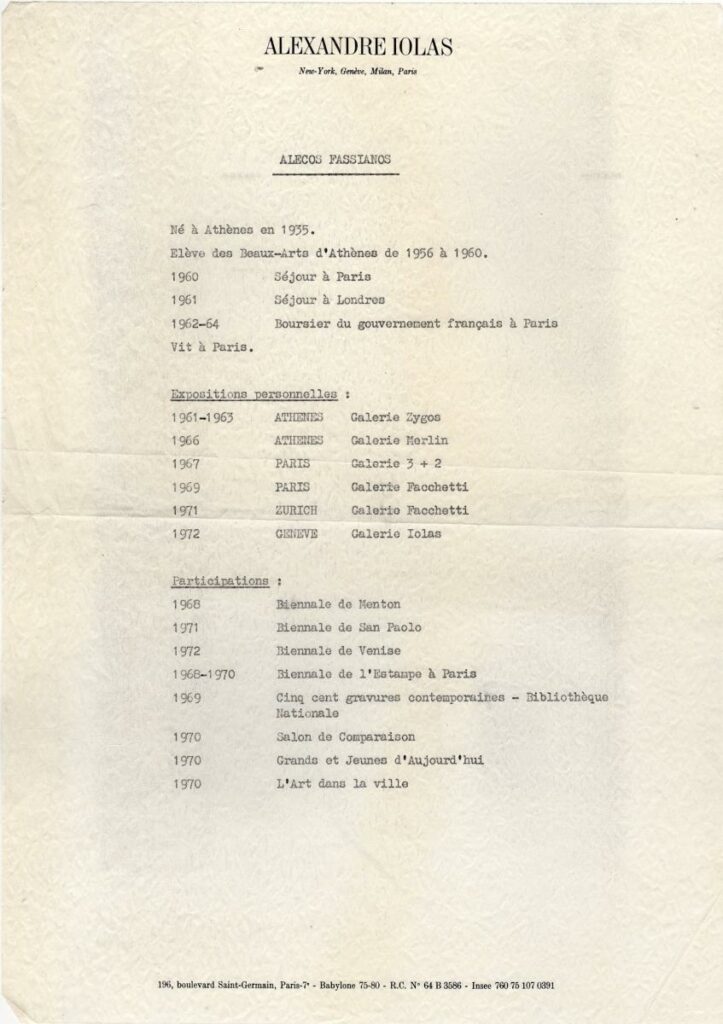 ALEXANDRE IOLAS
New-York, Genève, Milan, Paris
ALECOS FASSIANOS
Né à Athènes en 1935.
Elève des Beaux-Arts d'Athènes de 1956 à 1960.
1960 Séjour à Paris
1961 Séjour à Londres
1962-64 Boursier du gouvernement français à Paris
Vit à Paris.
Expositions personnelles :
1961-1963 ATHENES Galerie Zygos
1966 ATHENES Galerie Merlin
1967 PARIS Galerie 3 + 2
1969 PARIS Galerie Facchetti
1971 ZURICH Galerie Facchetti
1972 GENEVE Galerie Iolas
Participations :
1968 Biennale de Menton
1971 Biennale de San Paolo
1972 Biennale de Venise
1968-1970 Biennale de l'Estampe à Paris
1969 Cinq cent gravures contemporaines - Bibliothèque
Nationale
1970 Salon de Comparaison
1970 Grands et Jeunes d'Aujourd'hui
1970 L'Art dans la ville
196, boulevard Saint-Germain, Paris-7e - Babylone 75-80 - R.C. N° 64 B 3586 - Insee 760 75 107 0391